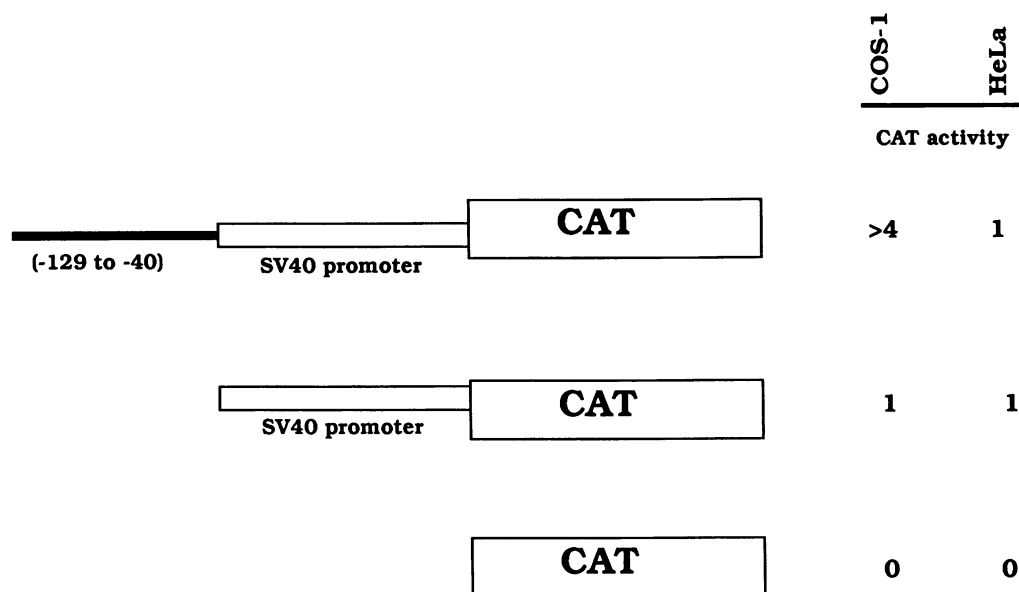 COS-1
HeLa
CAT activity
CAT
>4 1
(-129 to -40)
SV40 promoter
CAT
1 1
SV40 promoter
CAT
0 0